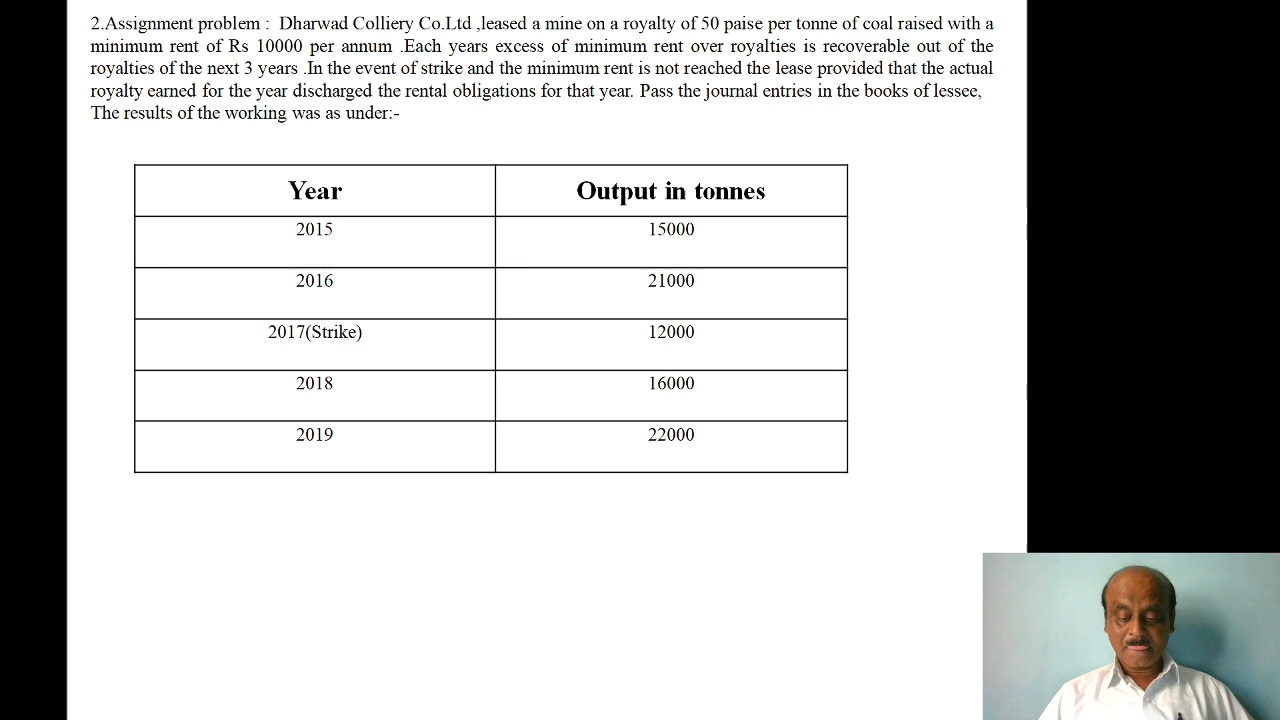 2.Assignment problem : Dharwad Colliery Co.Ltd ,leased a mine on a royalty of 50 paise per tonne of coal raised with a
minimum rent of Rs 10000 per annum .Each years excess of minimum rent over royalties is recoverable out of the
royalties of the next 3 years .In the event of strike and the minimum rent is not reached the lease provided that the actual
royalty earned for the year discharged the rental obligations for that year. Pass the journal entries in the books of lessee,
The results of the working was as under:-
Year Output in tonnes
2015 15000
2016 21000
2017(Strike) 12000
2018 16000
2019 22000